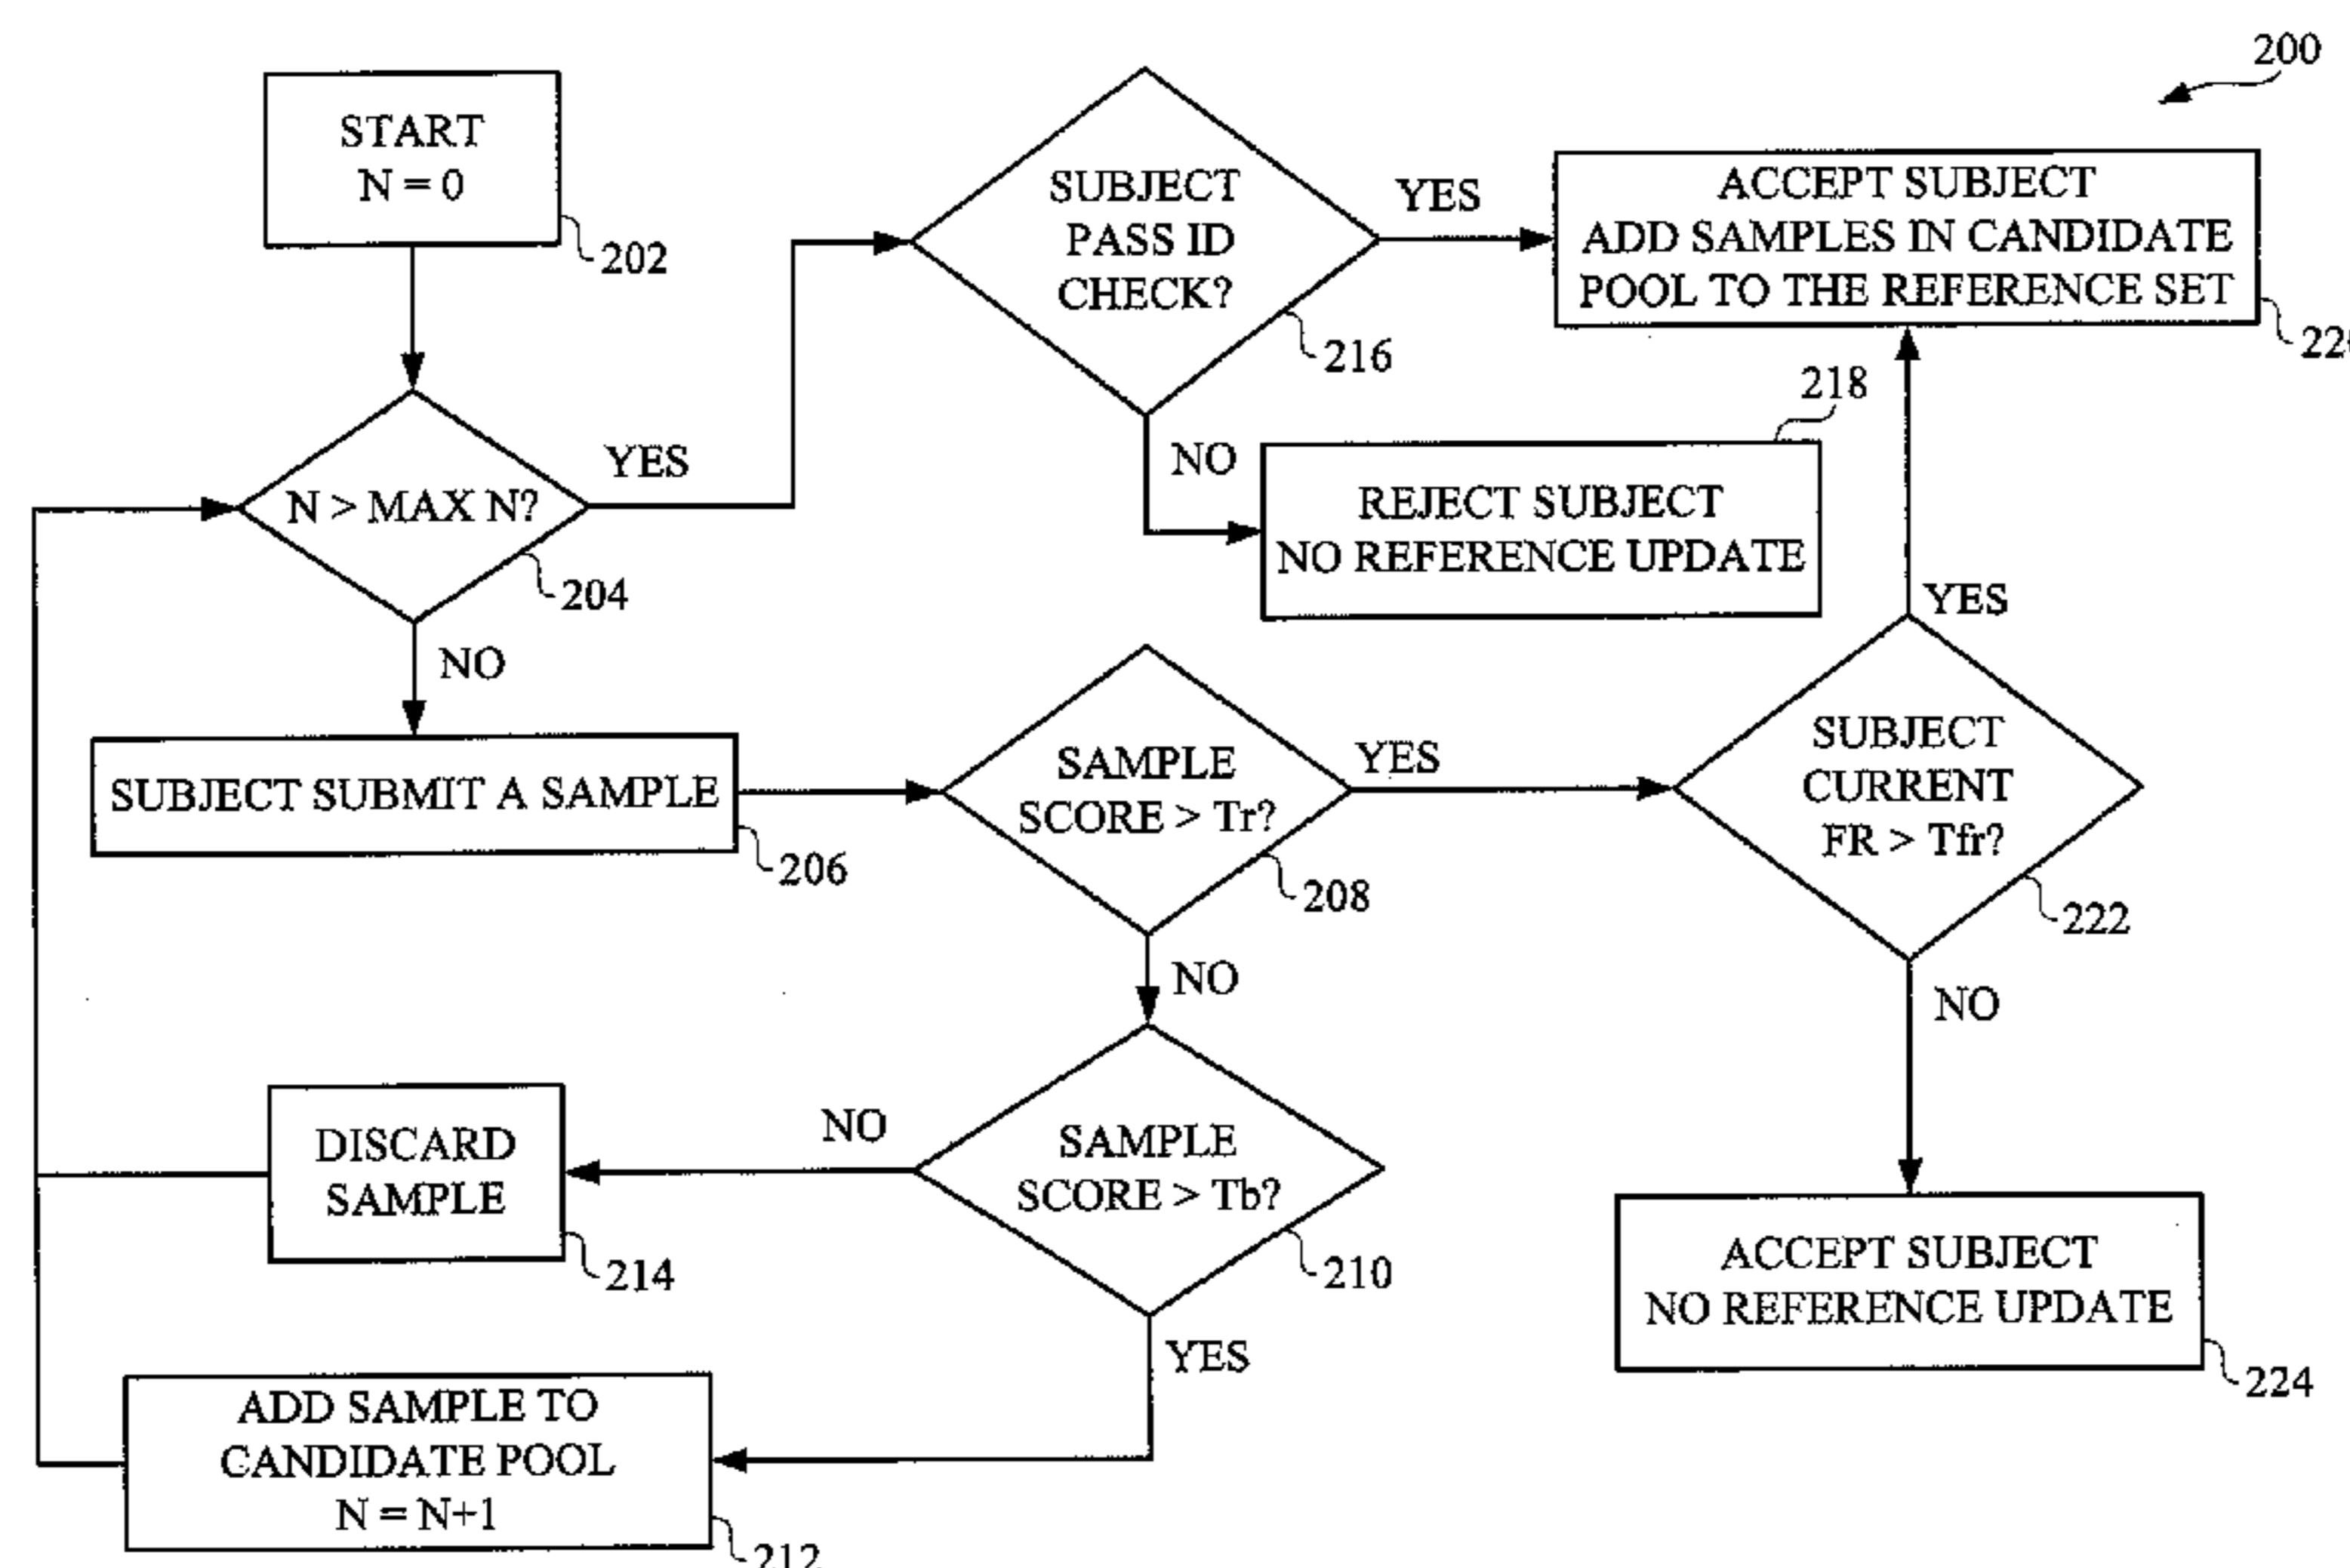 200
START
N = 0
202
SUBJECT
PASS ID
CHECK?
216
YES
ACCEPT SUBJECT
ADD SAMPLES IN CANDIDATE
POOL TO THE REFERENCE SET
218
NO
REJECT SUBJECT
NO REFERENCE UPDATE
N > MAX N?
YES
204
NO
SUBJECT SUBMIT A SAMPLE
206
SAMPLE
SCORE > Tr?
YES
208
NO
YES
SUBJECT
CURRENT
FR > Tfr?
222
NO
SAMPLE
SCORE > Tb?
NO
210
YES
DISCARD
SAMPLE
214
ACCEPT SUBJECT
NO REFERENCE UPDATE
224
ADD SAMPLE TO
CANDIDATE POOL
N = N+1
212